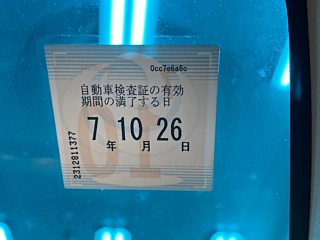 0cc7e6a6c
自動車検査証の有効
期間の満了する日
7 10 26
年 月 日
2312811377